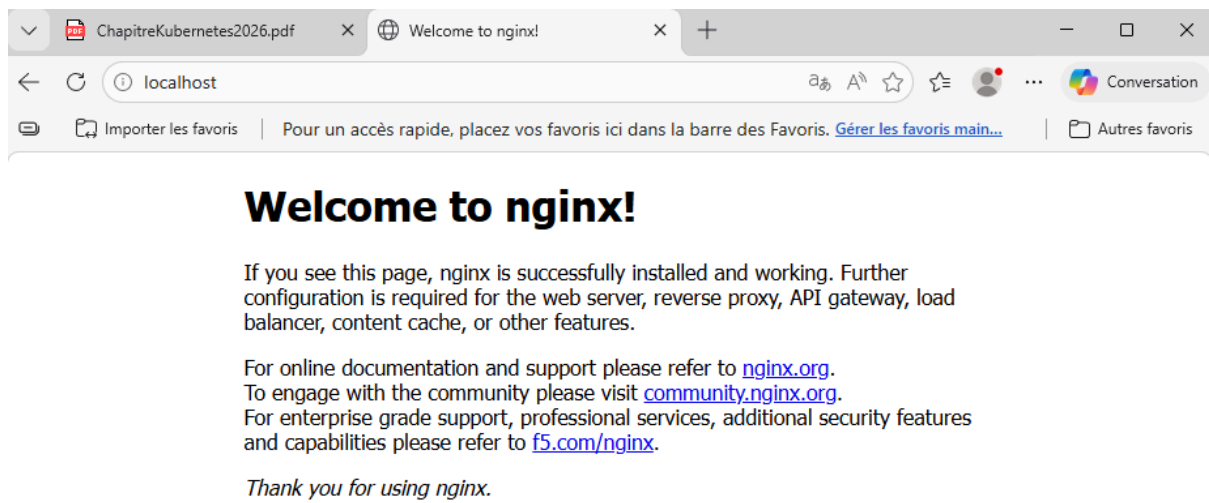 ChapitreKubernetes2026.pdf
Welcome to nginx!
localhost
Conversation
Importer les favoris
Pour un accès rapide, placez vos favoris ici dans la barre des Favoris. Gérer les favoris main...
Autres favoris
Welcome to nginx!
If you see this page, nginx is successfully installed and working. Further
configuration is required for the web server, reverse proxy, API gateway, load
balancer, content cache, or other features.
For online documentation and support please refer to nginx.org.
To engage with the community please visit community.nginx.org.
For enterprise grade support, professional services, additional security features
and capabilities please refer to f5.com/nginx.
Thank you for using nginx.